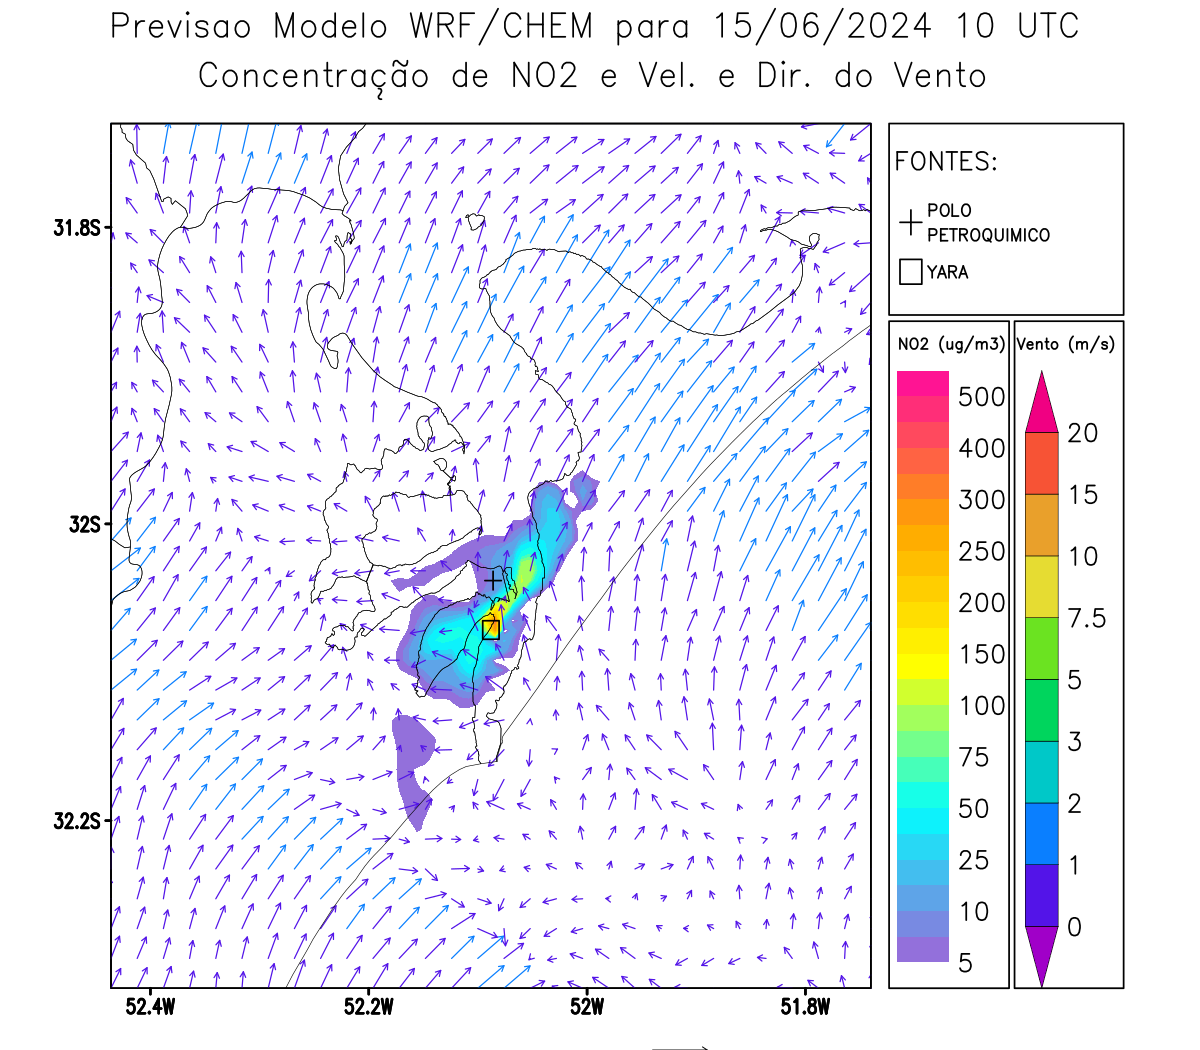 Previsao Modelo WRF/CHEM para 15/06/2024 10 UTC
Concentração de NO2 e Vel. e Dir. do Vento
FONTES:
POLO
PETROQUIMICO
YARA
NO2 (ug/m3)
500
400
300
250
200
150
100
75
50
25
10
5
Vento (m/s)
20
15
10
7.5
5
3
2
1
0
31.8S
32S
32.2S
52.4W
52.2W
52W
51.8W